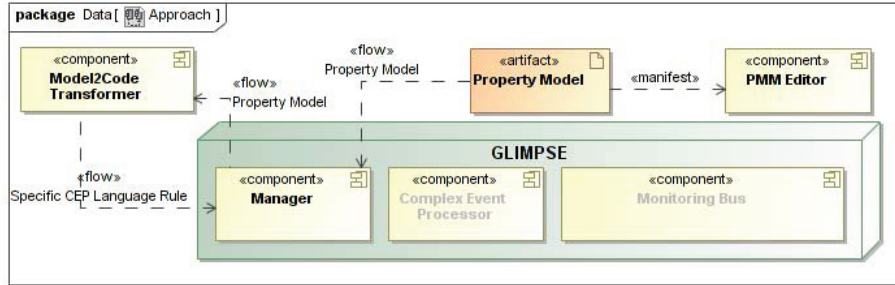 package Data[ Approach ]
«component»
Model2Code
Transformer
«flow»
Property Model
«flow»
Property Model
«artifact»
Property Model
«manifest»
«component»
PMM Editor
«flow»
Specific CEP Language Rule
GLIMPSE
«component»
Manager
«component»
Complex Event
Processor
«component»
Monitoring Bus